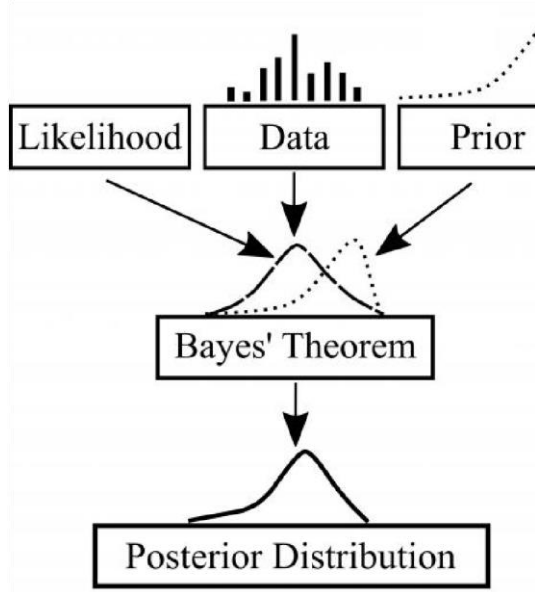 Likelihood
Data
Prior
Bayes' Theorem
Posterior Distribution